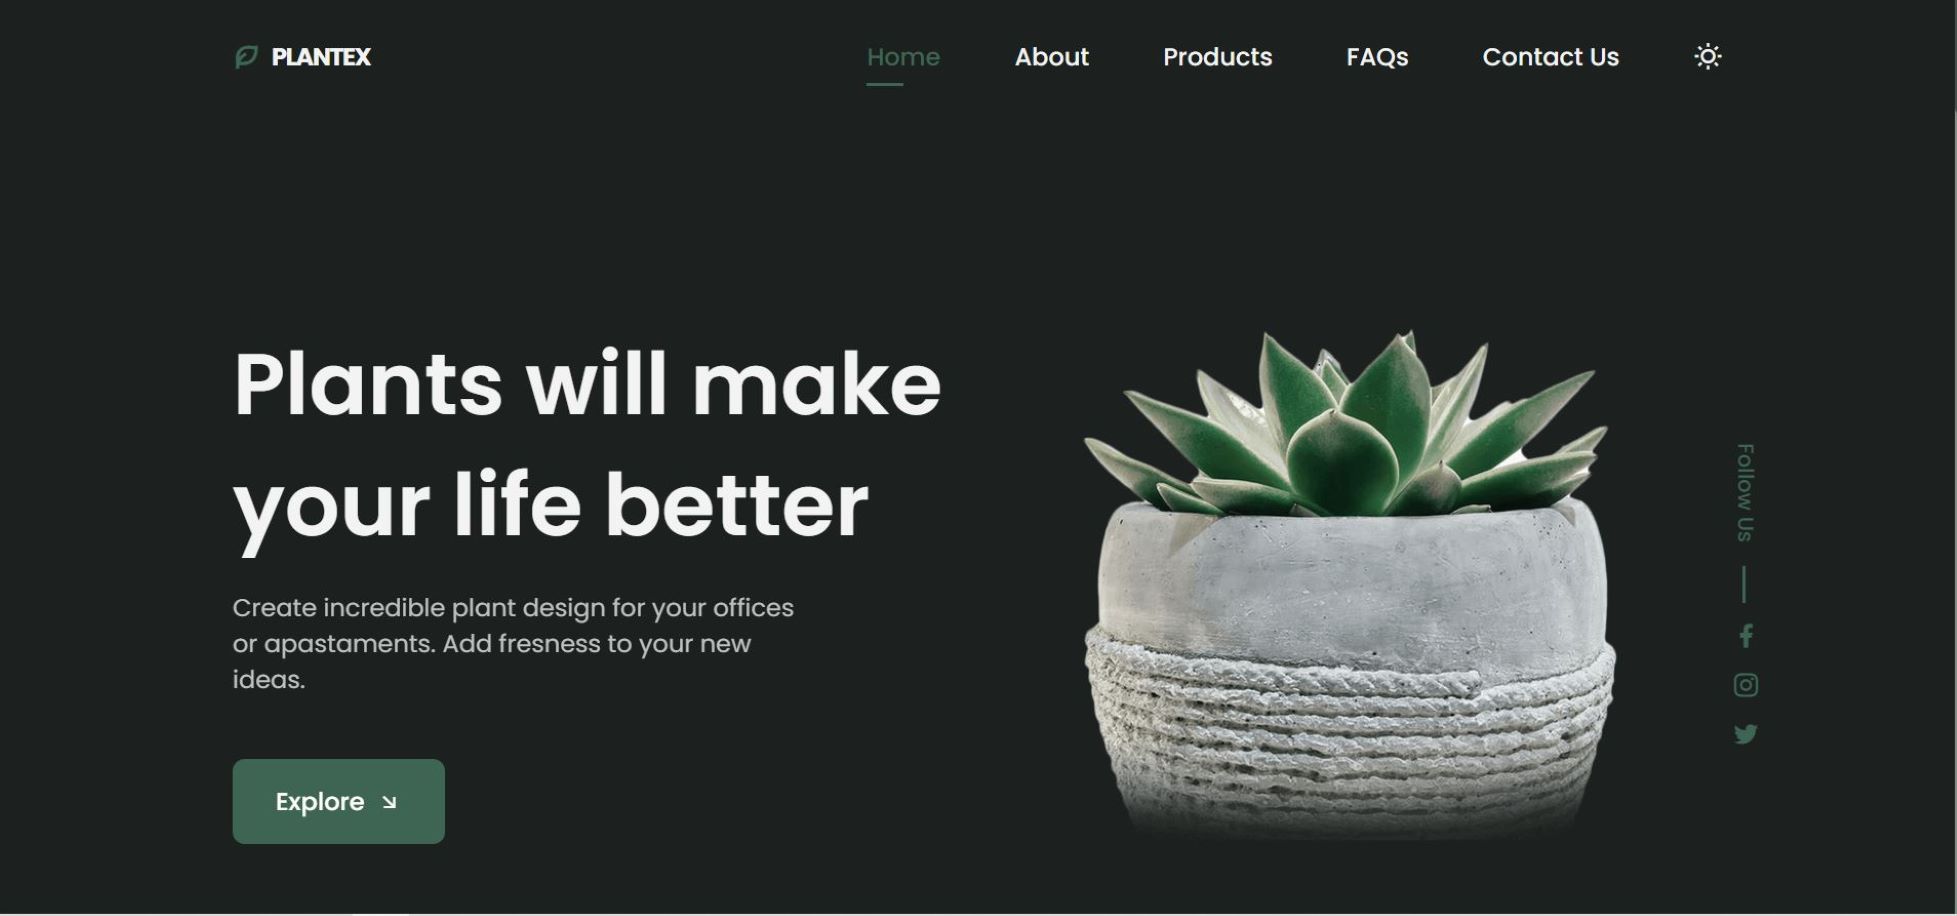 PLANTEX
Home
About
Products
FAQs
Contact Us
Plants will make
your life better
Create incredible plant design for your offices
or apastaments. Add fresness to your new
ideas.
Explore
Follow Us